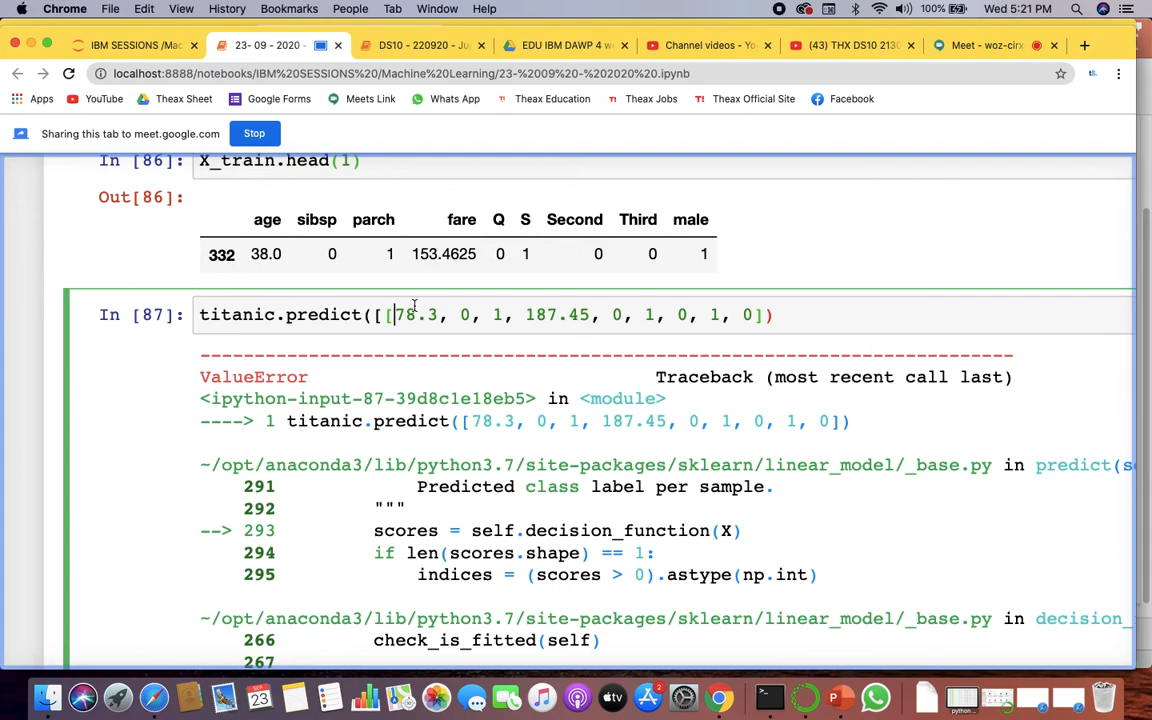 Chrome File Edit View History Bookmarks People Tab Window Help 100% Wed 5:21 PM
IBM SESSIONS /Mac × 23- 09 - 2020 - × DS10 - 220920 - Ju × EDU IBM DAWP 4 w × Channel videos - Yo × (43) THX DS10 2130 × Meet - woz-cirx ×
localhost:8888/notebooks/IBM%20SESSIONS%20/Machine%20Learning/23-%2009%20-%202020%20.ipynb
Apps YouTube Theax Sheet Google Forms Meets Link Whats App Theax Education Theax Jobs Theax Official Site Facebook
Sharing this tab to meet.google.com Stop
In [86]: X_train.head(1)
Out[86]:
age sibsp parch fare Q S Second Third male
332 38.0 0 1 153.4625 0 1 0 0 1
In [87]: titanic.predict([[78.3, 0, 1, 187.45, 0, 1, 0, 1, 0])
---------------------------------------------------------------------------
ValueError Traceback (most recent call last)
<ipython-input-87-39d8c1e18eb5> in <module>
----> 1 titanic.predict([78.3, 0, 1, 187.45, 0, 1, 0, 1, 0])
~/opt/anaconda3/lib/python3.7/site-packages/sklearn/linear_model/_base.py in predict(se
291 Predicted class label per sample.
292 """
--> 293 scores = self.decision_function(X)
294 if len(scores.shape) == 1:
295 indices = (scores > 0).astype(np.int)
~/opt/anaconda3/lib/python3.7/site-packages/sklearn/linear_model/_base.py in decision_
266 check_is_fitted(self)
267
SEP
23
tv
python...